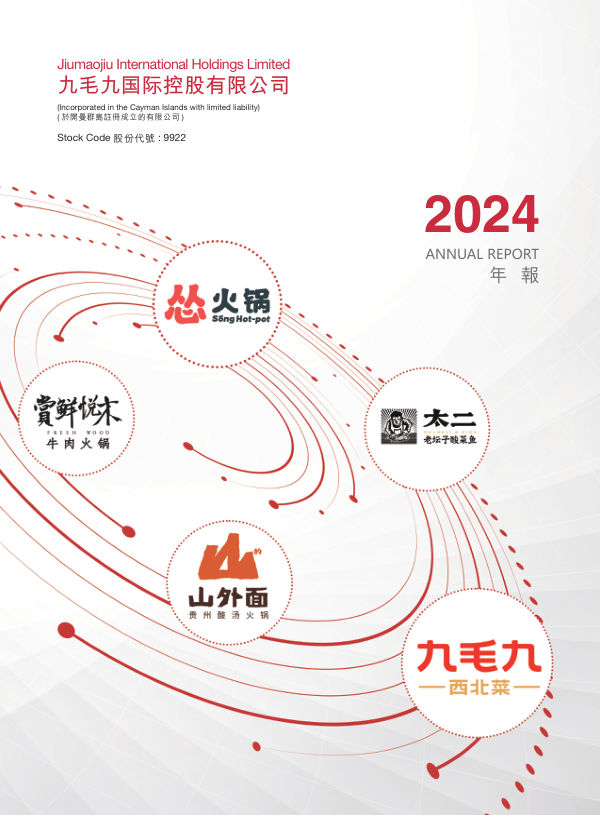 Jiumaojiu International Holdings Limited
九毛九国际控股有限公司
(Incorporated in the Cayman Islands with limited liability)
(於開曼群島註冊成立的有限公司)
Stock Code 股份代號 : 9922
2024
ANNUAL REPORT
年 報
怂火锅
Sōng Hot-pot
賞鲜悦木
FRESH WOOD
牛肉火锅
太二
老坛子酸菜鱼
山的
山外面
贵州酸汤火锅
九毛九
西北菜